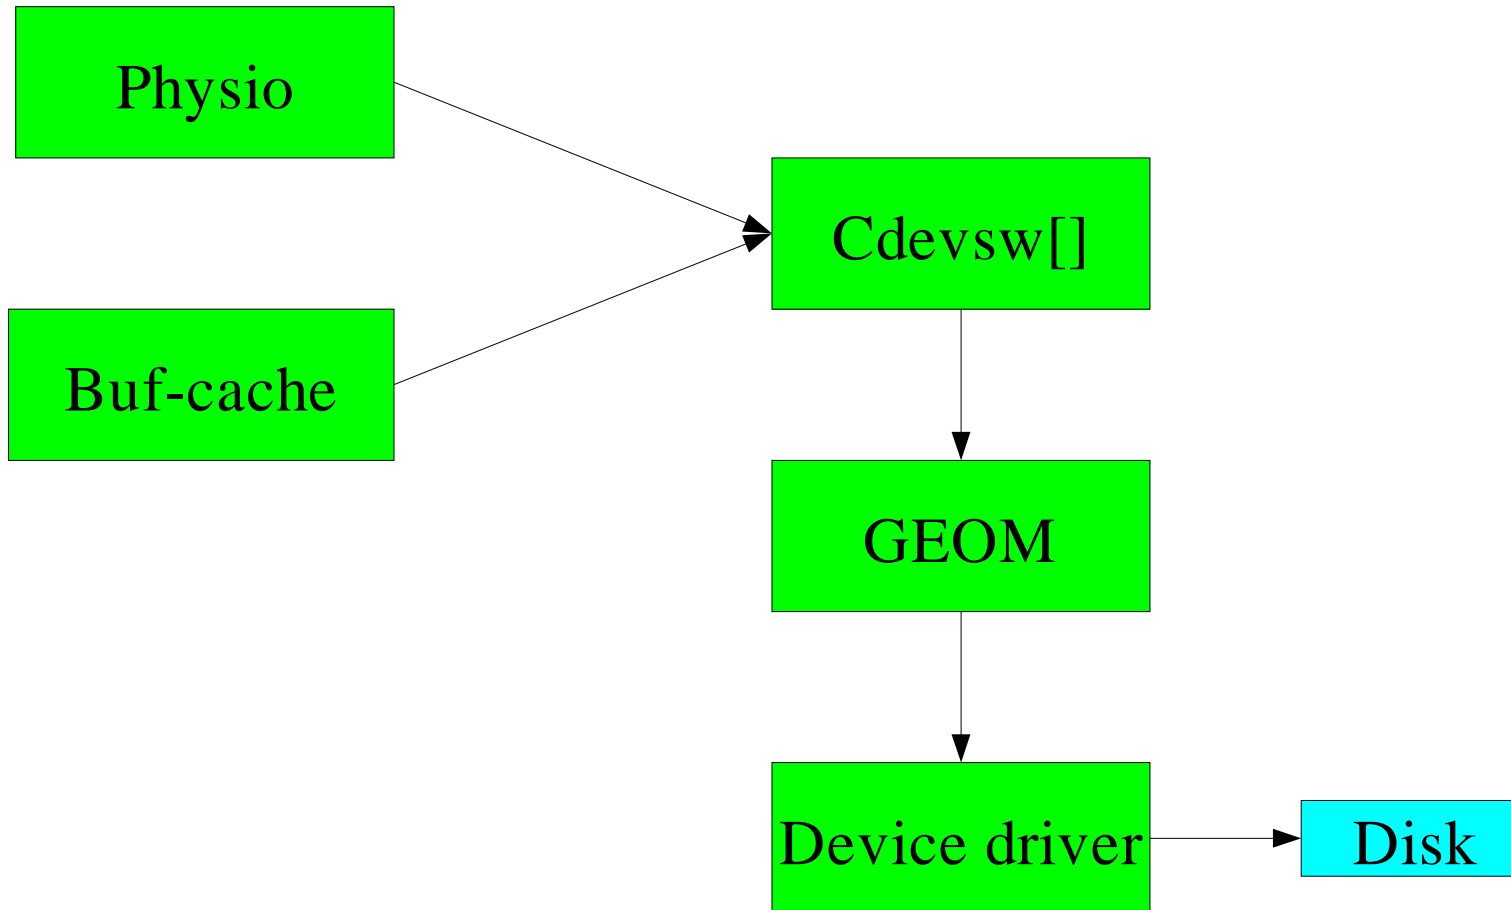 Physio
Cdevsw[]
Buf-cache
GEOM
Device driver
Disk